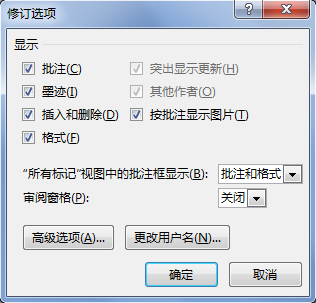 修订选项
显示
批注(C) 突出显示更新(H)
墨迹(I) 其他作者(O)
插入和删除(D) 按批注显示图片(T)
格式(F)
“所有标记”视图中的批注框显示(B): 批注和格式
审阅窗格(P): 关闭
高级选项(A)... 更改用户名(N)...
确定 取消